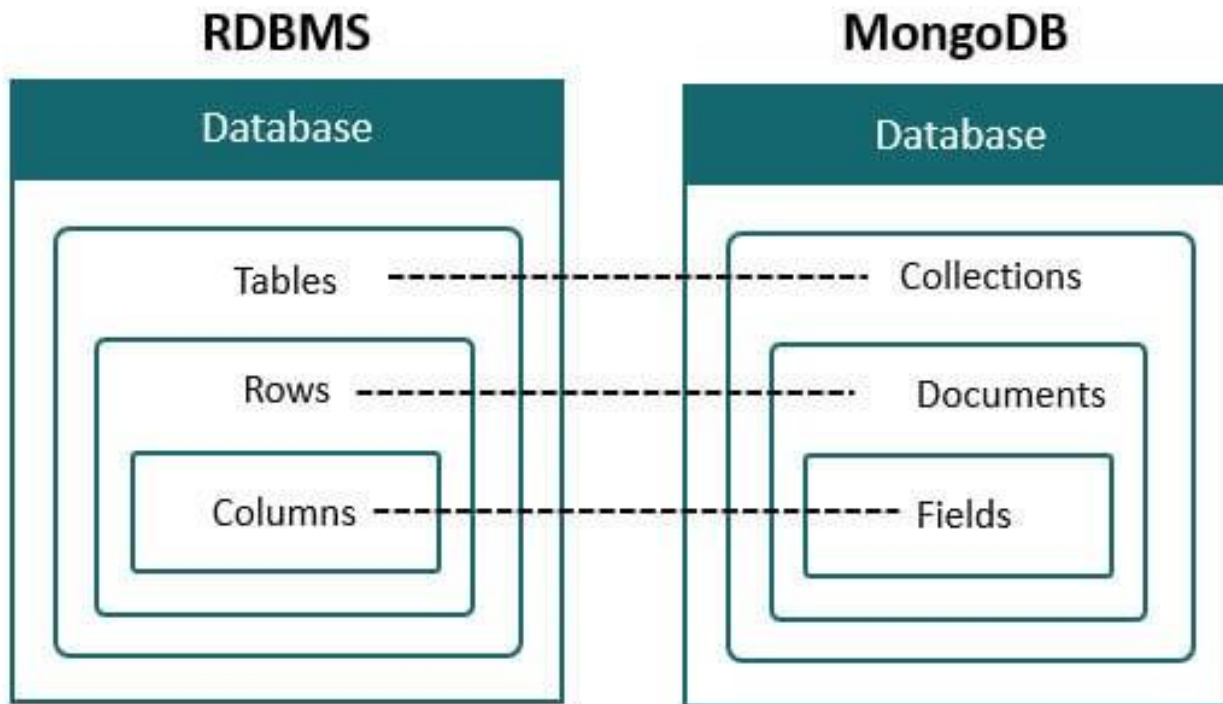 RDBMS MongoDB
Database Database
Tables Collections
Rows Documents
Columns Fields